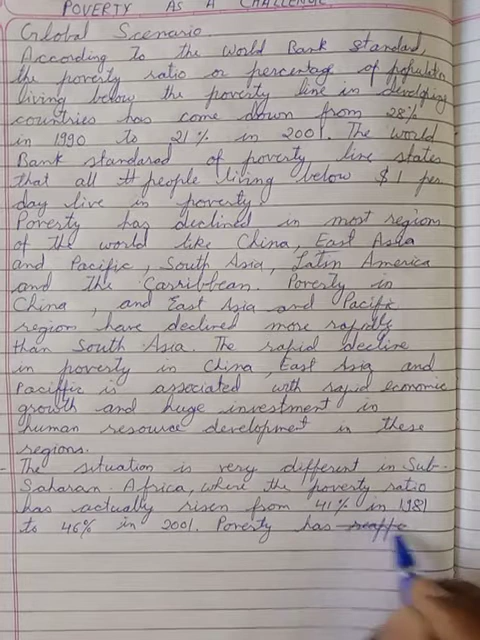 POVERTY AS A CHALLENGE
Global Scenario
According To the World Bank standard,
the poverty ratio or percentage of population
living below the poverty line in developing
countries has come down from 28%
in 1990 to 21% in 2001. The world
Bank standarad of poverty line states
that all people living below $1 per
day live in poverty
Poverty has declined in most region
of the world like China, East Asia
and Pacific, South Asia, Latin America
and the Carribbean. Poverty in
China, and East Asia and Pacific
region have declined more rapidly
than South Asia. The rapid decline
in poverty in China, East Asia and
Paciffic is associated with rapid economic
growth and huge investment in
human resource development in these
regions.
- The situation is very different in Sub-
Saharan Africa, where the poverty ratio
has actually risen from 41% in 1981
to 46% in 2001. Poverty has